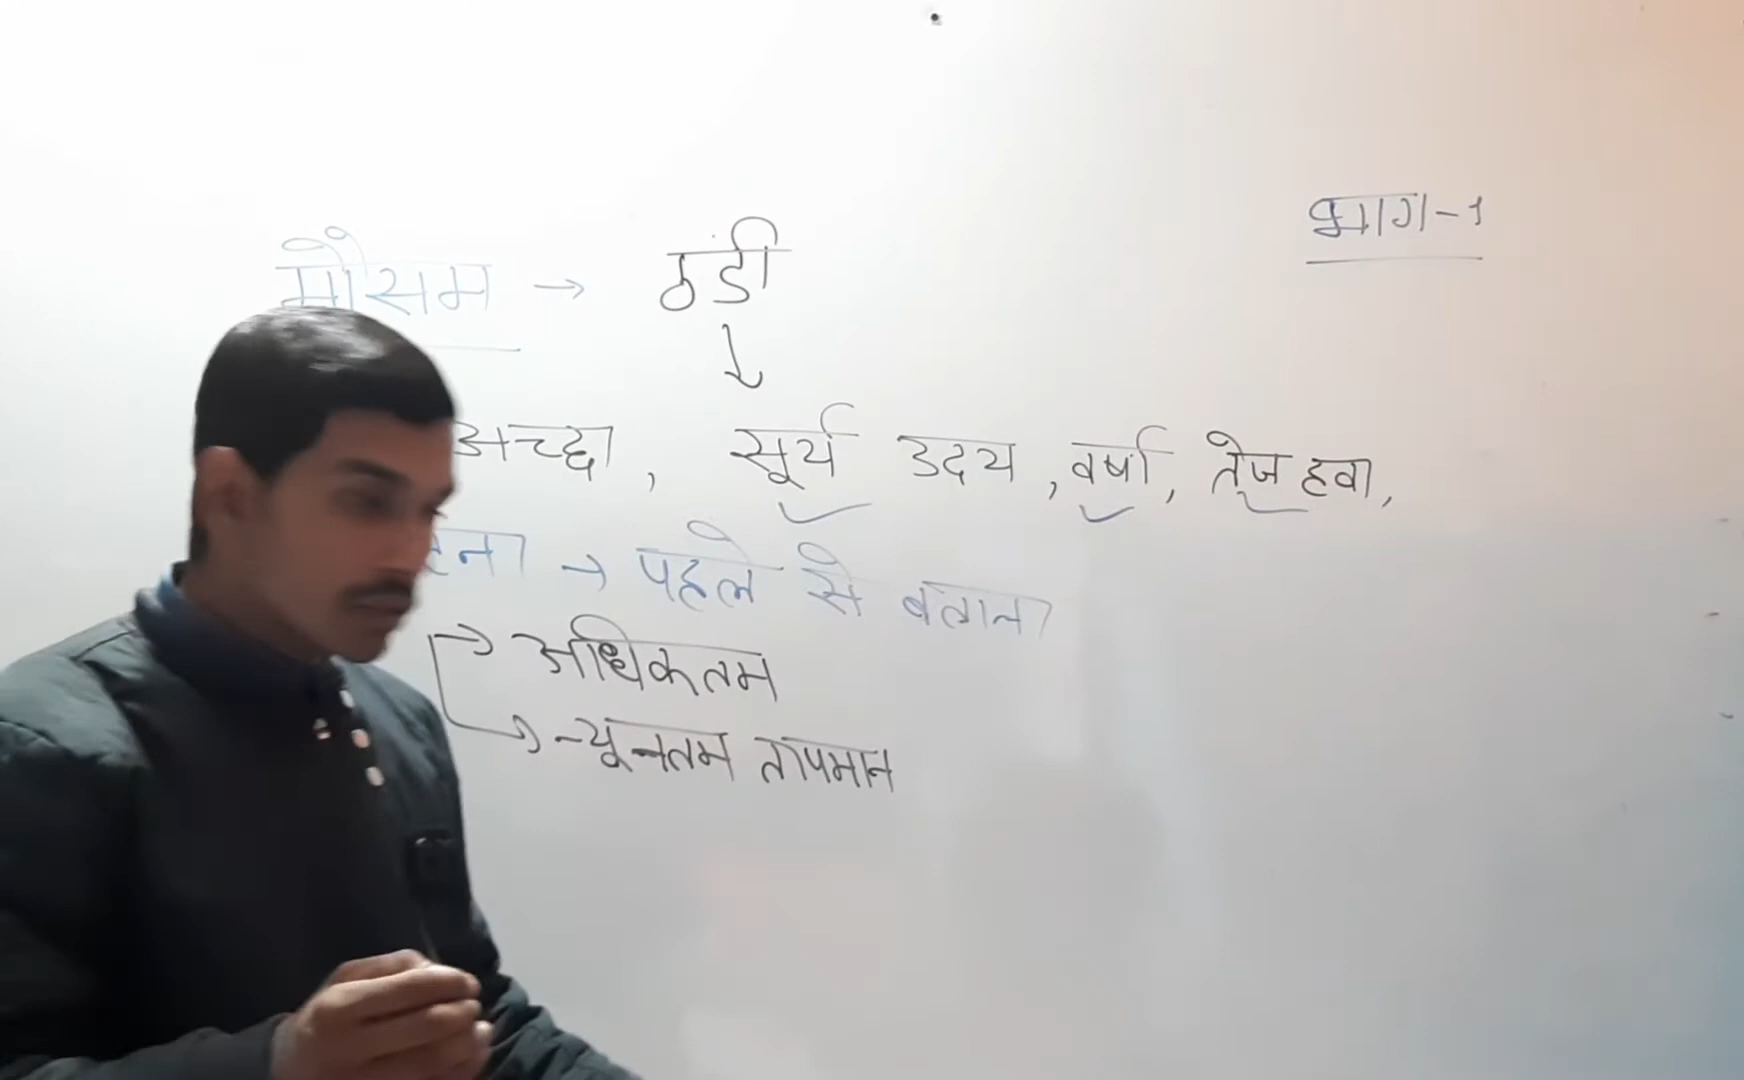 भाग-1
मौसम → ठंडी
↓
अच्छा, सूर्य उदय, वर्षा, तेज हवा,
→ पहले से बताना
→ अधिकतम
→ न्यूनतम तापमान